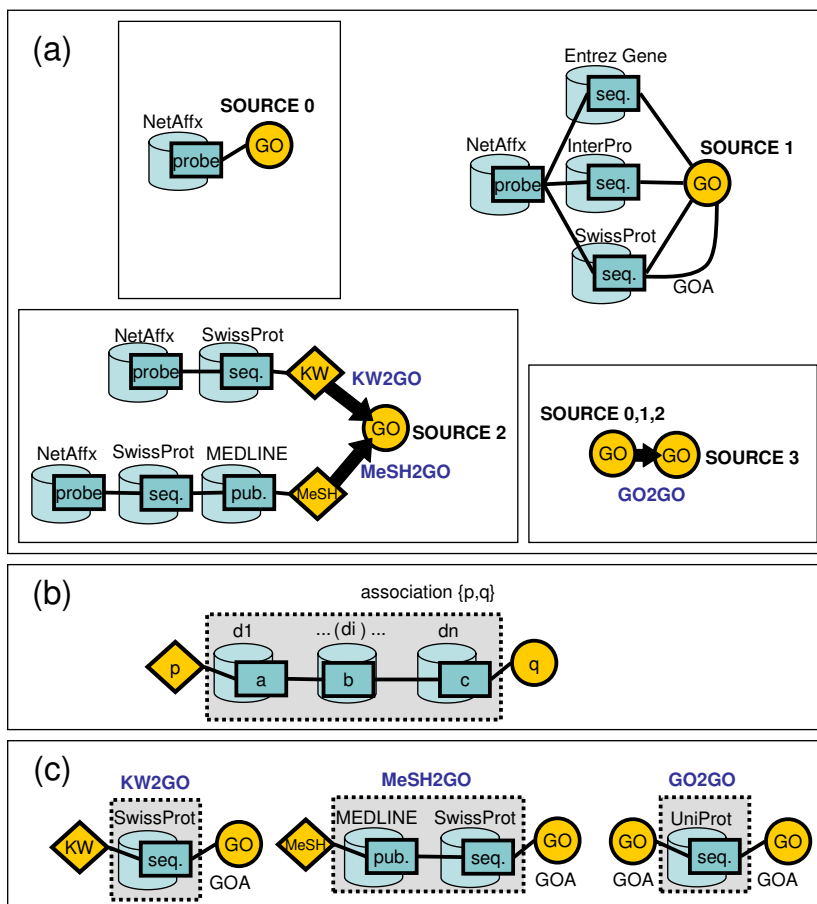 (a)
SOURCE 0
NetAffx
probe
GO
Entrez Gene
seq.
NetAffx
probe
InterPro
seq.
SOURCE 1
GO
SwissProt
seq.
GOA
NetAffx
probe
SwissProt
seq.
KW
KW2GO
GO
SOURCE 2
NetAffx
probe
SwissProt
seq.
MEDLINE
pub.
MeSH
MeSH2GO
SOURCE 0,1,2
GO
GO
SOURCE 3
GO2GO
(b)
association {p,q}
d1
... (di) ...
dn
p
a
b
c
q
(c)
KW2GO
MeSH2GO
GO2GO
KW
SwissProt
seq.
GO
GOA
MeSH
MEDLINE
pub.
SwissProt
seq.
GO
GOA
GO
GOA
UniProt
seq.
GO
GOA